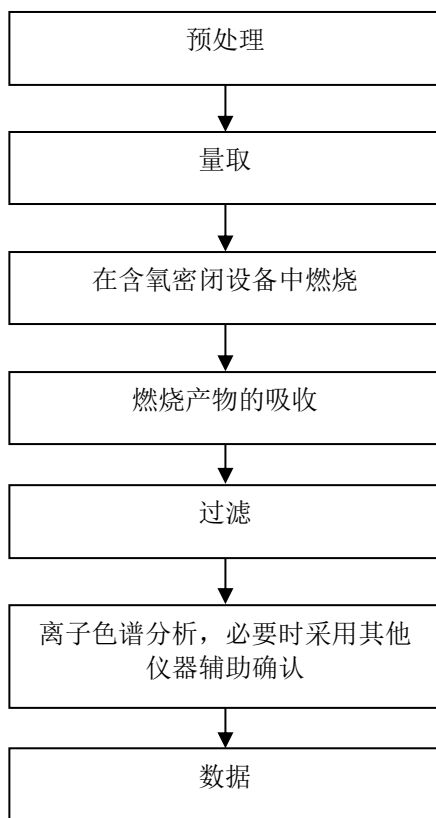 预处理
量取
在含氧密闭设备中燃烧
燃烧产物的吸收
过滤
离子色谱分析，必要时采用其他
仪器辅助确认
数据